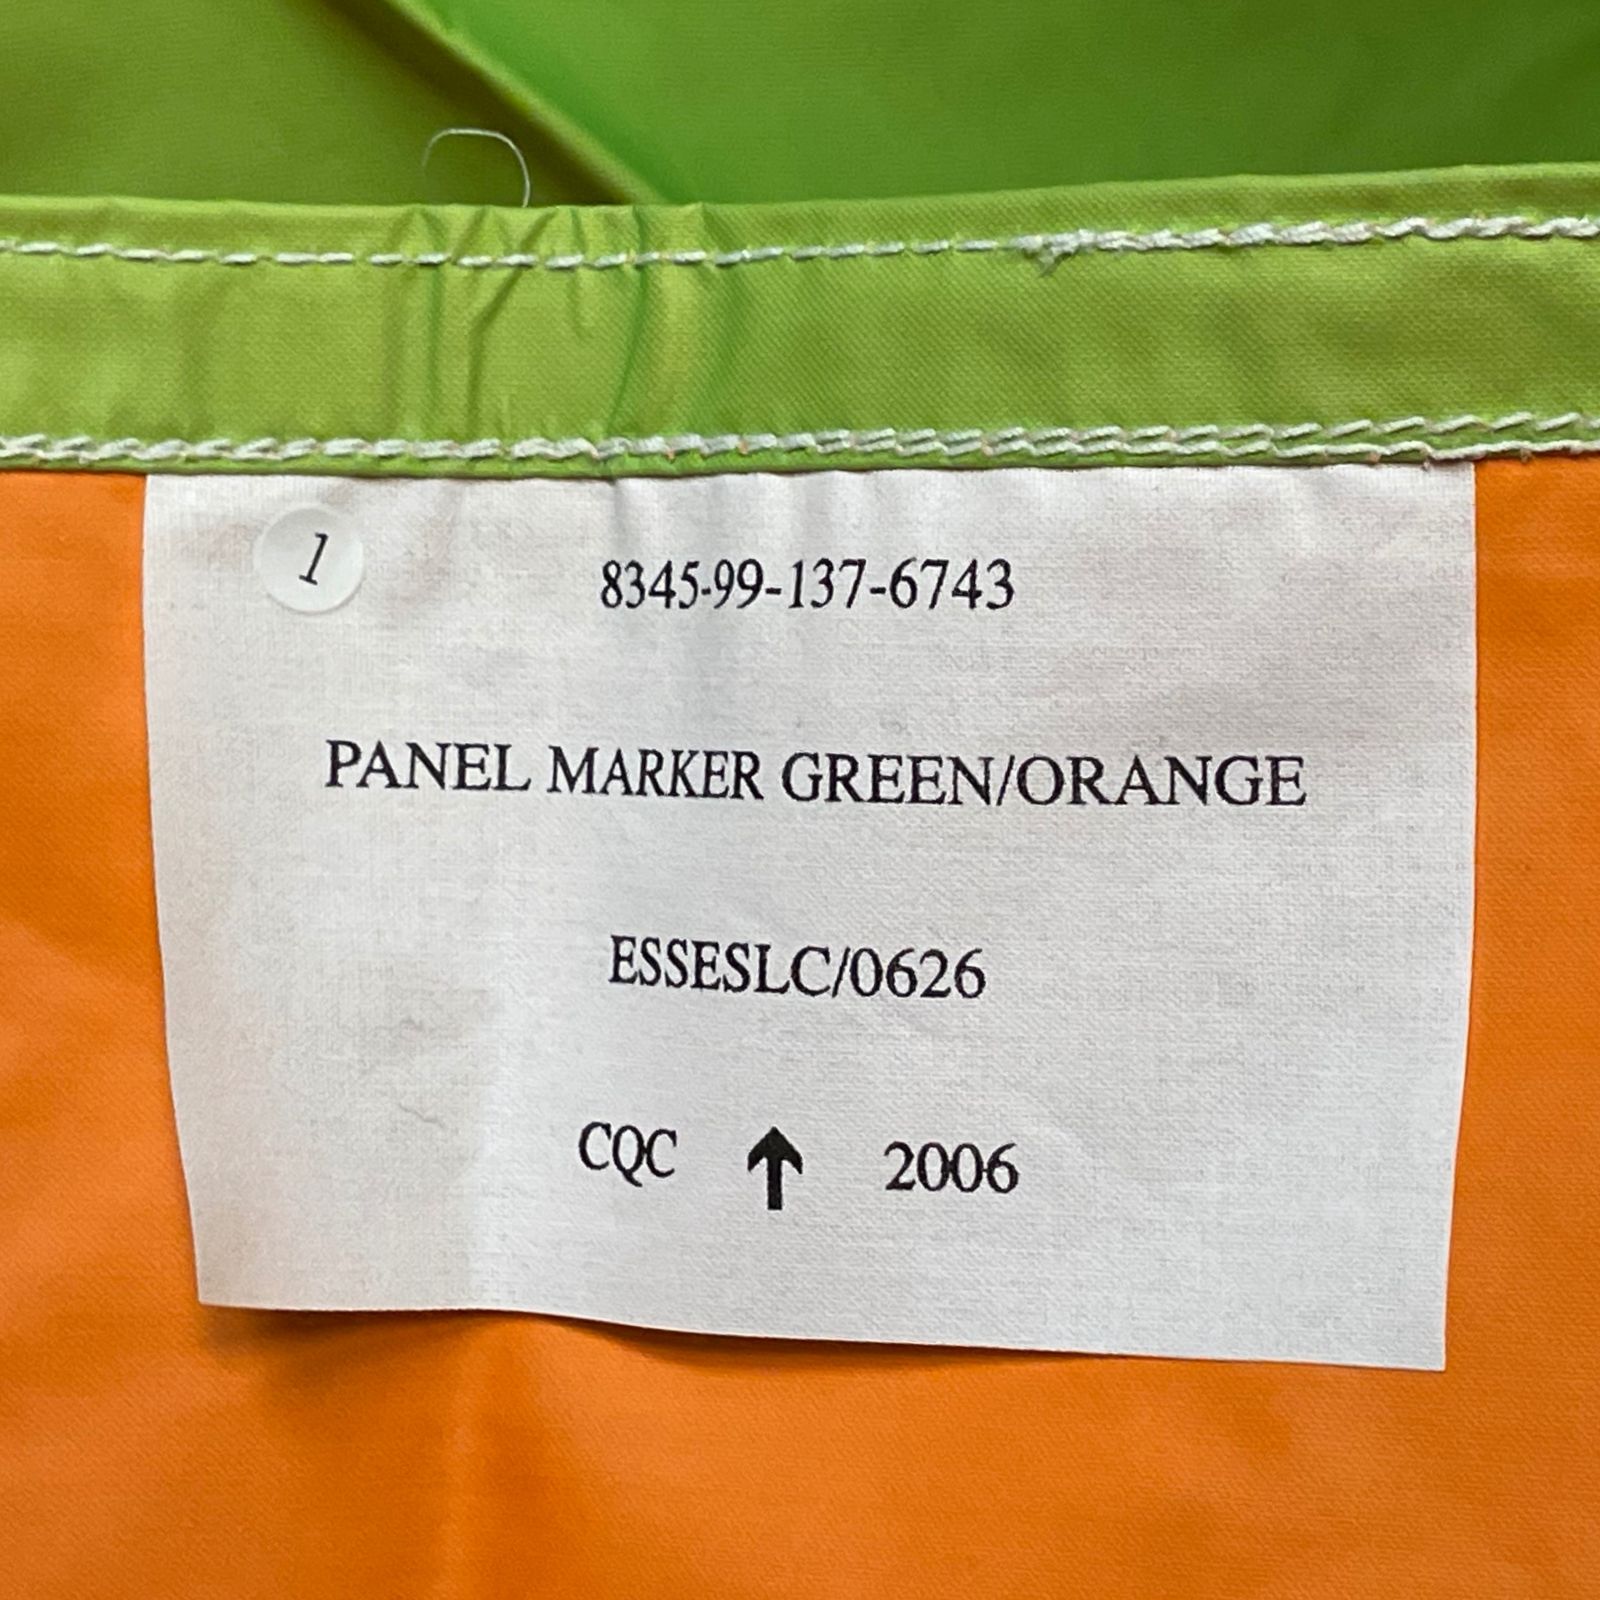 1
8345-99-137-6743
PANEL MARKER GREEN/ORANGE
ESSESLC/0626
CQC ↑ 2006